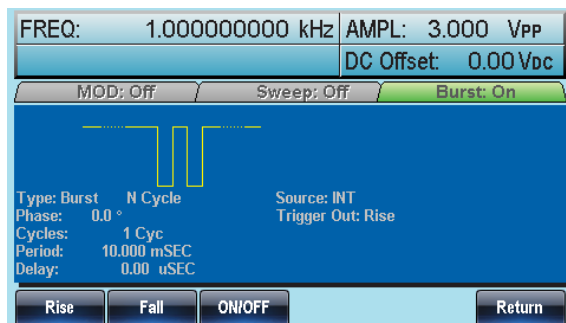 FREQ: 1.000000000 kHz AMPL: 3.000 VPP
DC Offset: 0.00 VDC
MOD: Off Sweep: Off Burst: On
Type: Burst N Cycle Source: INT
Phase: 0.0 ° Trigger Out: Rise
Cycles: 1 Cyc
Period: 10.000 mSEC
Delay: 0.00 uSEC
Rise Fall ON/OFF Return